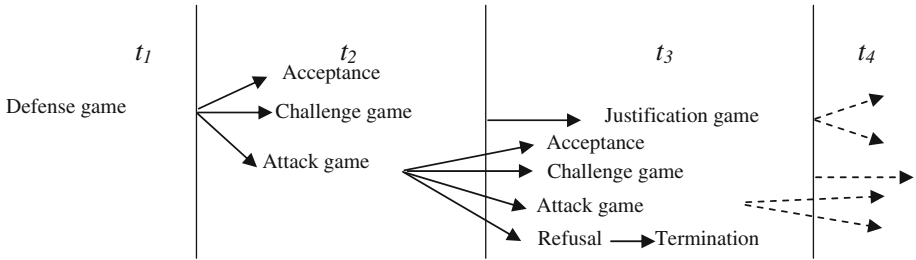 t1 t2 t3 t4
Acceptance
Defense game
Challenge game
Justification game
Attack game
Acceptance
Challenge game
Attack game
Refusal Termination